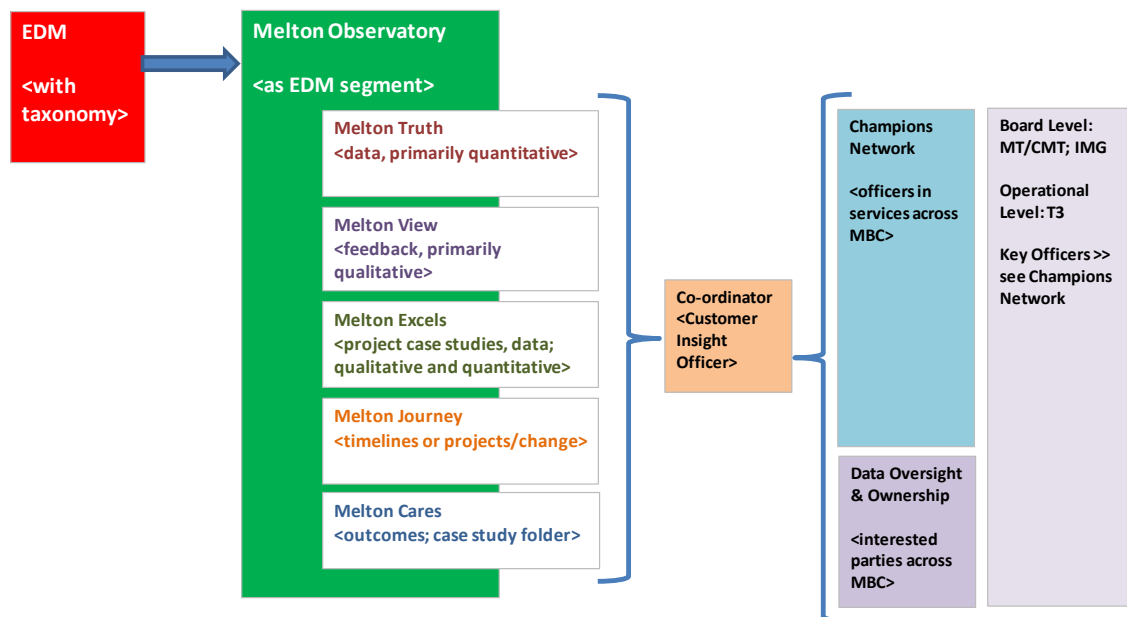 EDM
<with
taxonomy>
Melton Observatory
<as EDM segment>
Melton Truth
<data, primarily quantitative>
Melton View
<feedback, primarily
qualitative>
Melton Excels
<project case studies, data;
qualitative and quantitative>
Melton Journey
<timelines or projects/change>
Melton Cares
<outcomes; case study folder>
Co-ordinator
<Customer
Insight
Officer>
Champions
Network
<officers in
services across
MBC>
Data Oversight
& Ownership
<interested
parties across
MBC>
Board Level:
MT/CMT; IMG
Operational
Level: T3
Key Officers >>
see Champions
Network